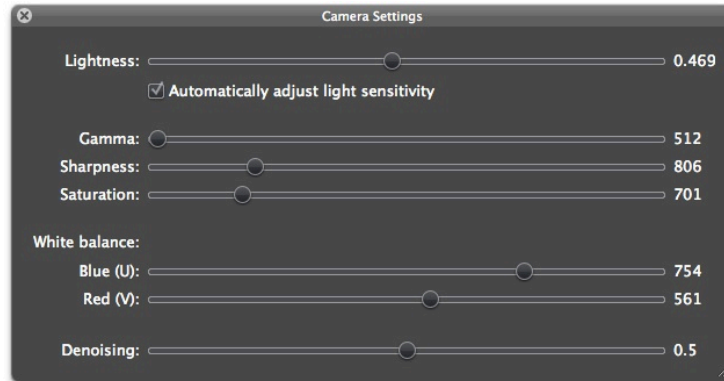 Camera Settings
Lightness: 0.469
Automatically adjust light sensitivity
Gamma: 512
Sharpness: 806
Saturation: 701
White balance:
Blue (U): 754
Red (V): 561
Denoising: 0.5